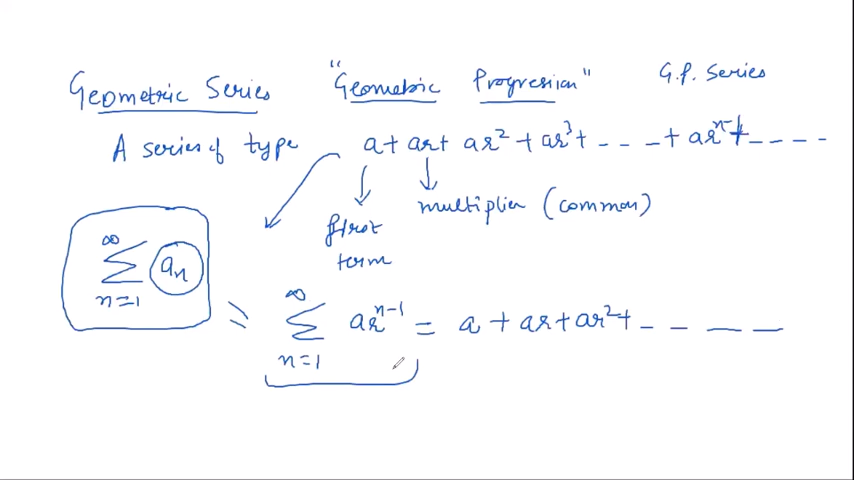 Geometric Series "Geometric Progression" G.P. Series
A series of type a + ar + ar² + ar³ + - - - + arⁿ⁻¹ + - - - -
first term
multiplier (common)
∞ ∑ n=1 aₙ = ∞ ∑ n=1 arⁿ⁻¹ = a + ar + ar² + - - - -